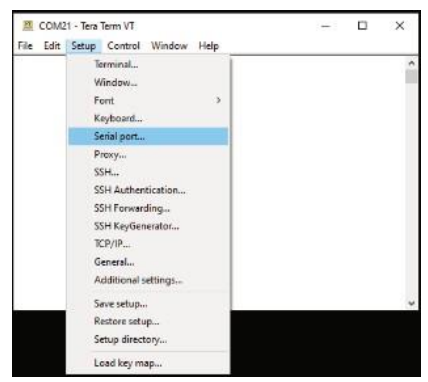 COM21 - Tera Term VT
File Edit Setup Control Window Help
Terminal...
Window...
Font
Keyboard...
Serial port...
Proxy...
SSH...
SSH Authentication...
SSH Forwarding...
SSH KeyGenerator...
TCP/IP...
General...
Additional settings...
Save setup...
Restore setup...
Setup directory...
Load key map...